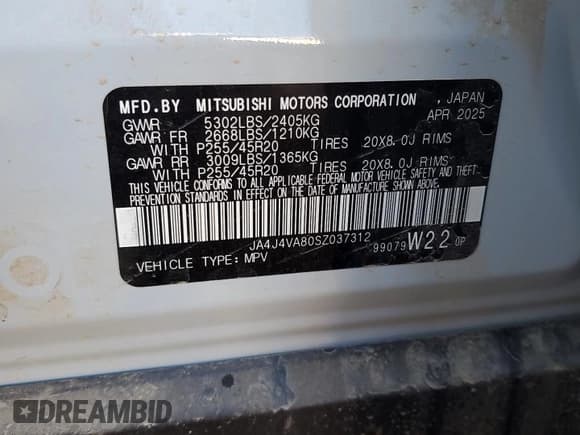 MFD.BY MITSUBISHI MOTORS CORPORATION , JAPAN
GVWR 5302LBS/2405KG APR 2025
GAWR FR 2668LBS/1210KG
WITH P255/45R20 TIRES 20X8.0J RIMS
GAWR RR 3009LBS/1365KG
WITH P255/45R20 TIRES 20X8.0J RIMS
THIS VEHICLE CONFORMS TO ALL APPLICABLE FEDERAL MOTOR VEHICLE SAFETY AND THEFT-
PREVENTION STANDARDS IN EFFECT ON THE DATE OF MANUFACTURE SHOWN ABOVE.
JA4J4VA80SZ037312
99079 W22 0P
VEHICLE TYPE:MPV
DREAMBID